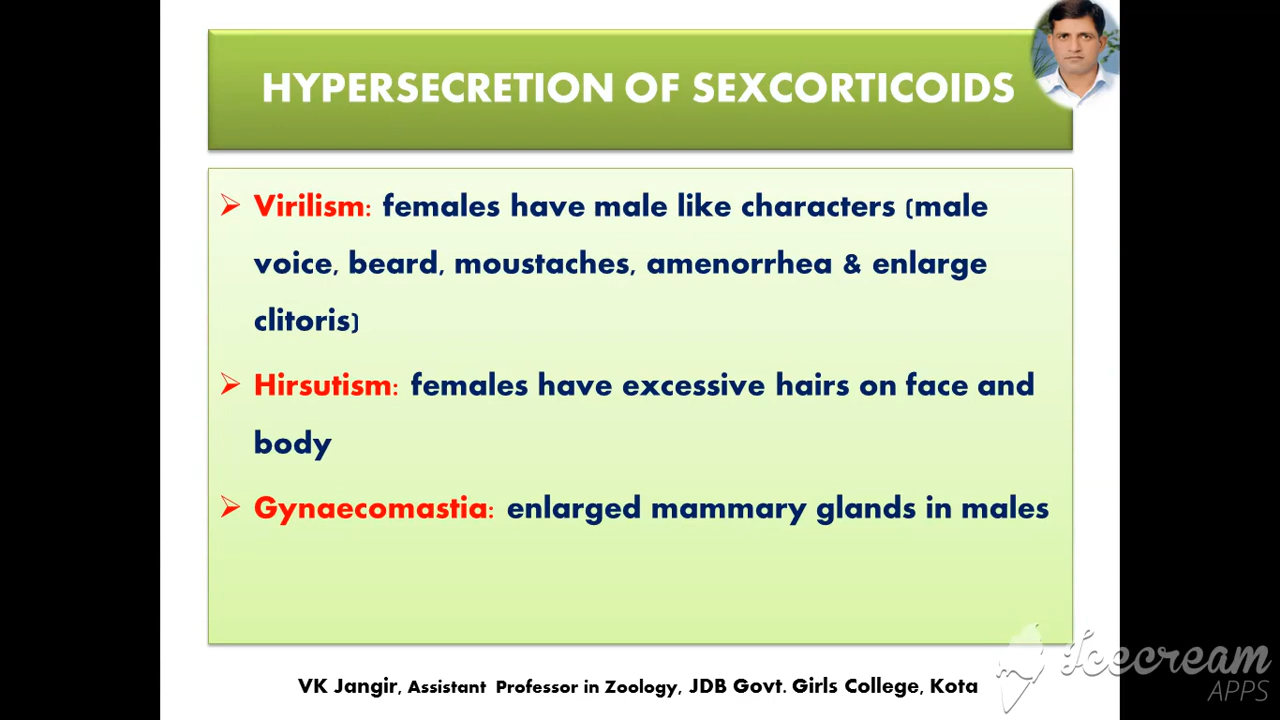 HYPERSECRETION OF SEXCORTICOIDS
Virilism: females have male like characters (male
voice, beard, moustaches, amenorrhea & enlarge
clitoris)
Hirsutism: females have excessive hairs on face and
body
Gynaecomastia: enlarged mammary glands in males
VK Jangir, Assistant Professor in Zoology, JDB Govt. Girls College, Kota
Icecream
APPS